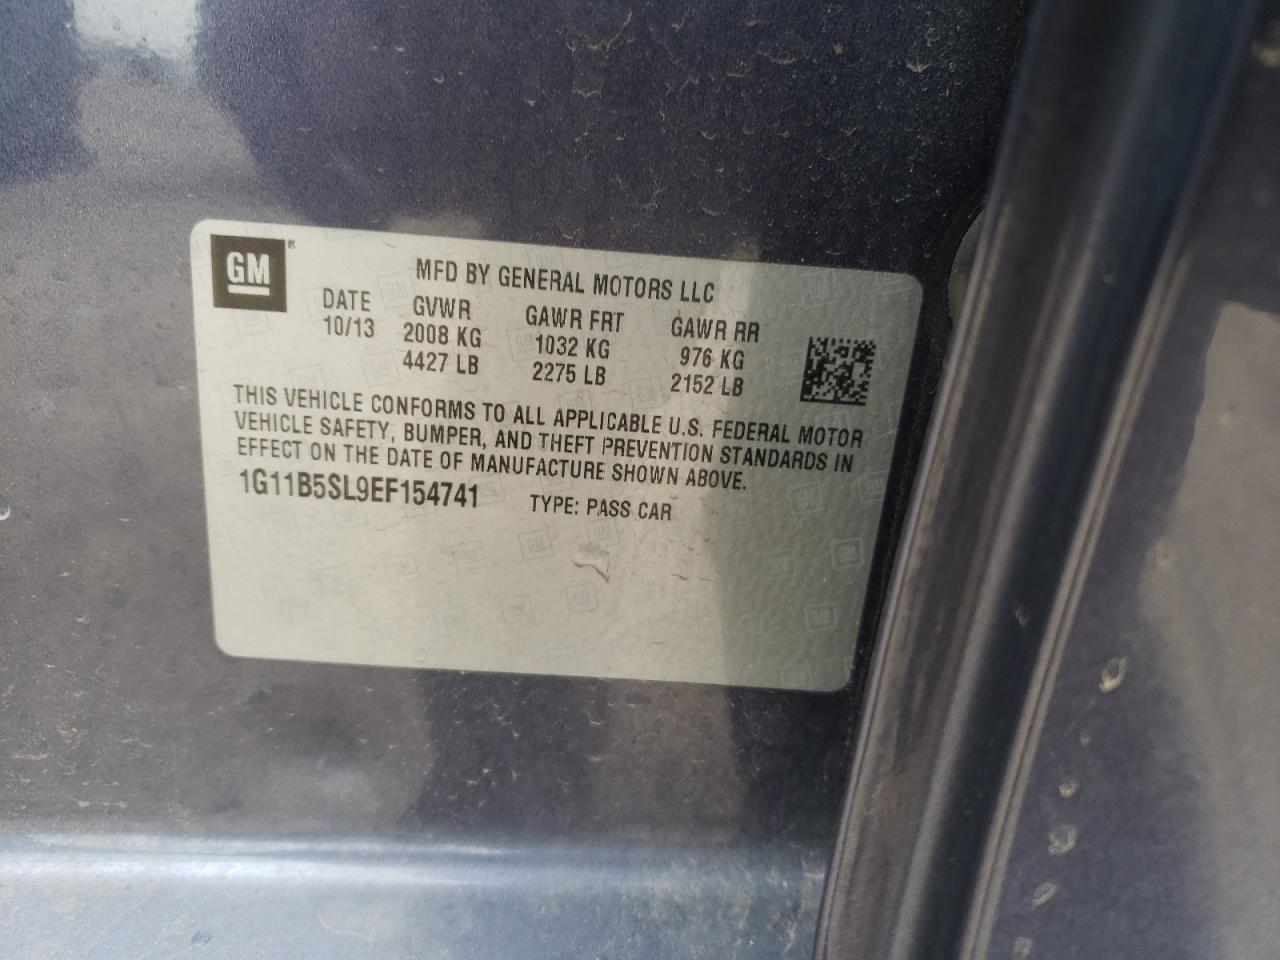 GM®
MFD BY GENERAL MOTORS LLC
DATE GVWR GAWR FRT GAWR RR
10/13 2008 KG 1032 KG 976 KG
4427 LB 2275 LB 2152 LB
THIS VEHICLE CONFORMS TO ALL APPLICABLE U.S. FEDERAL MOTOR
VEHICLE SAFETY, BUMPER, AND THEFT PREVENTION STANDARDS IN
EFFECT ON THE DATE OF MANUFACTURE SHOWN ABOVE.
1G11B5SL9EF154741 TYPE: PASS CAR